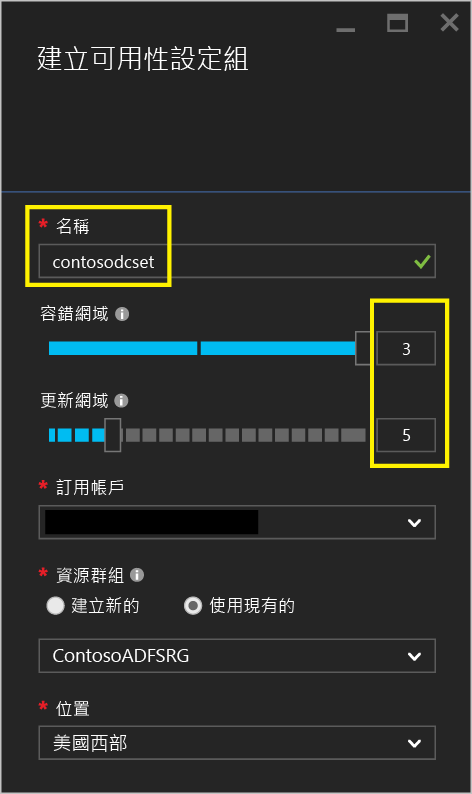 建立可用性設定組
* 名稱
contosodcset
容錯網域
3
更新網域
5
* 訂用帳戶
* 資源群組
建立新的 使用現有的
ContosoADFSRG
* 位置
美國西部